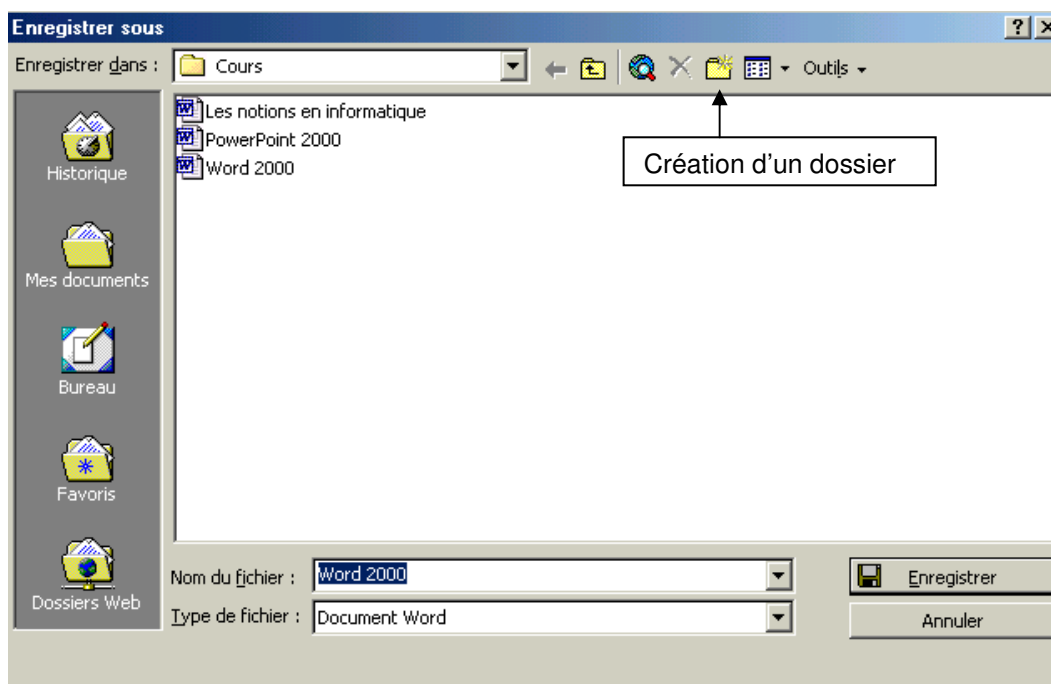 Enregistrer sous
Enregistrer dans : Cours Outils
Les notions en informatique
PowerPoint 2000
Word 2000
Création d'un dossier
Historique
Mes documents
Bureau
Favoris
Dossiers Web
Nom du fichier : Word 2000 Enregistrer
Type de fichier : Document Word Annuler